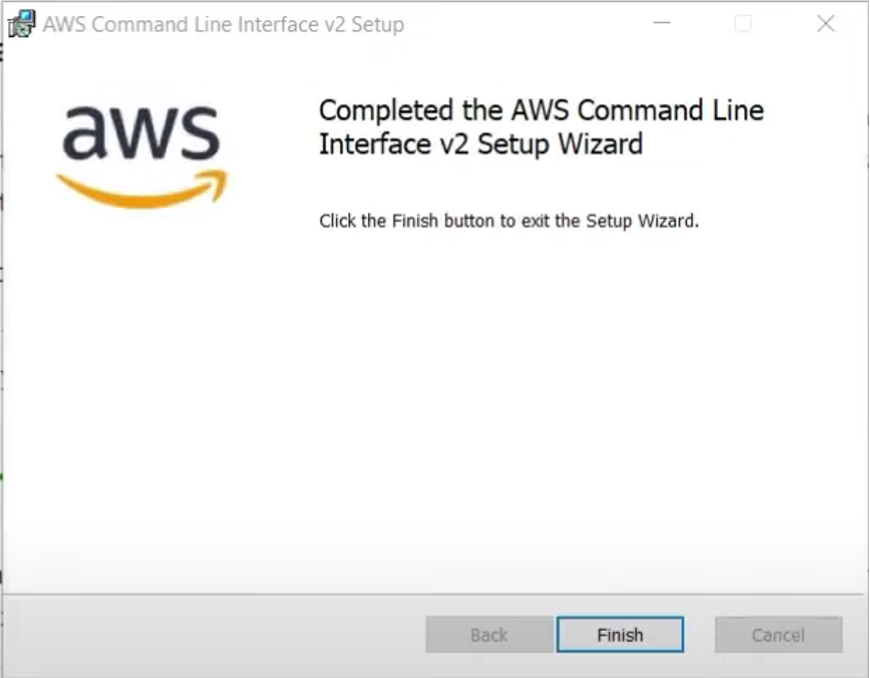 AWS Command Line Interface v2 Setup
aws
Completed the AWS Command Line
Interface v2 Setup Wizard
Click the Finish button to exit the Setup Wizard.
Back
Finish
Cancel